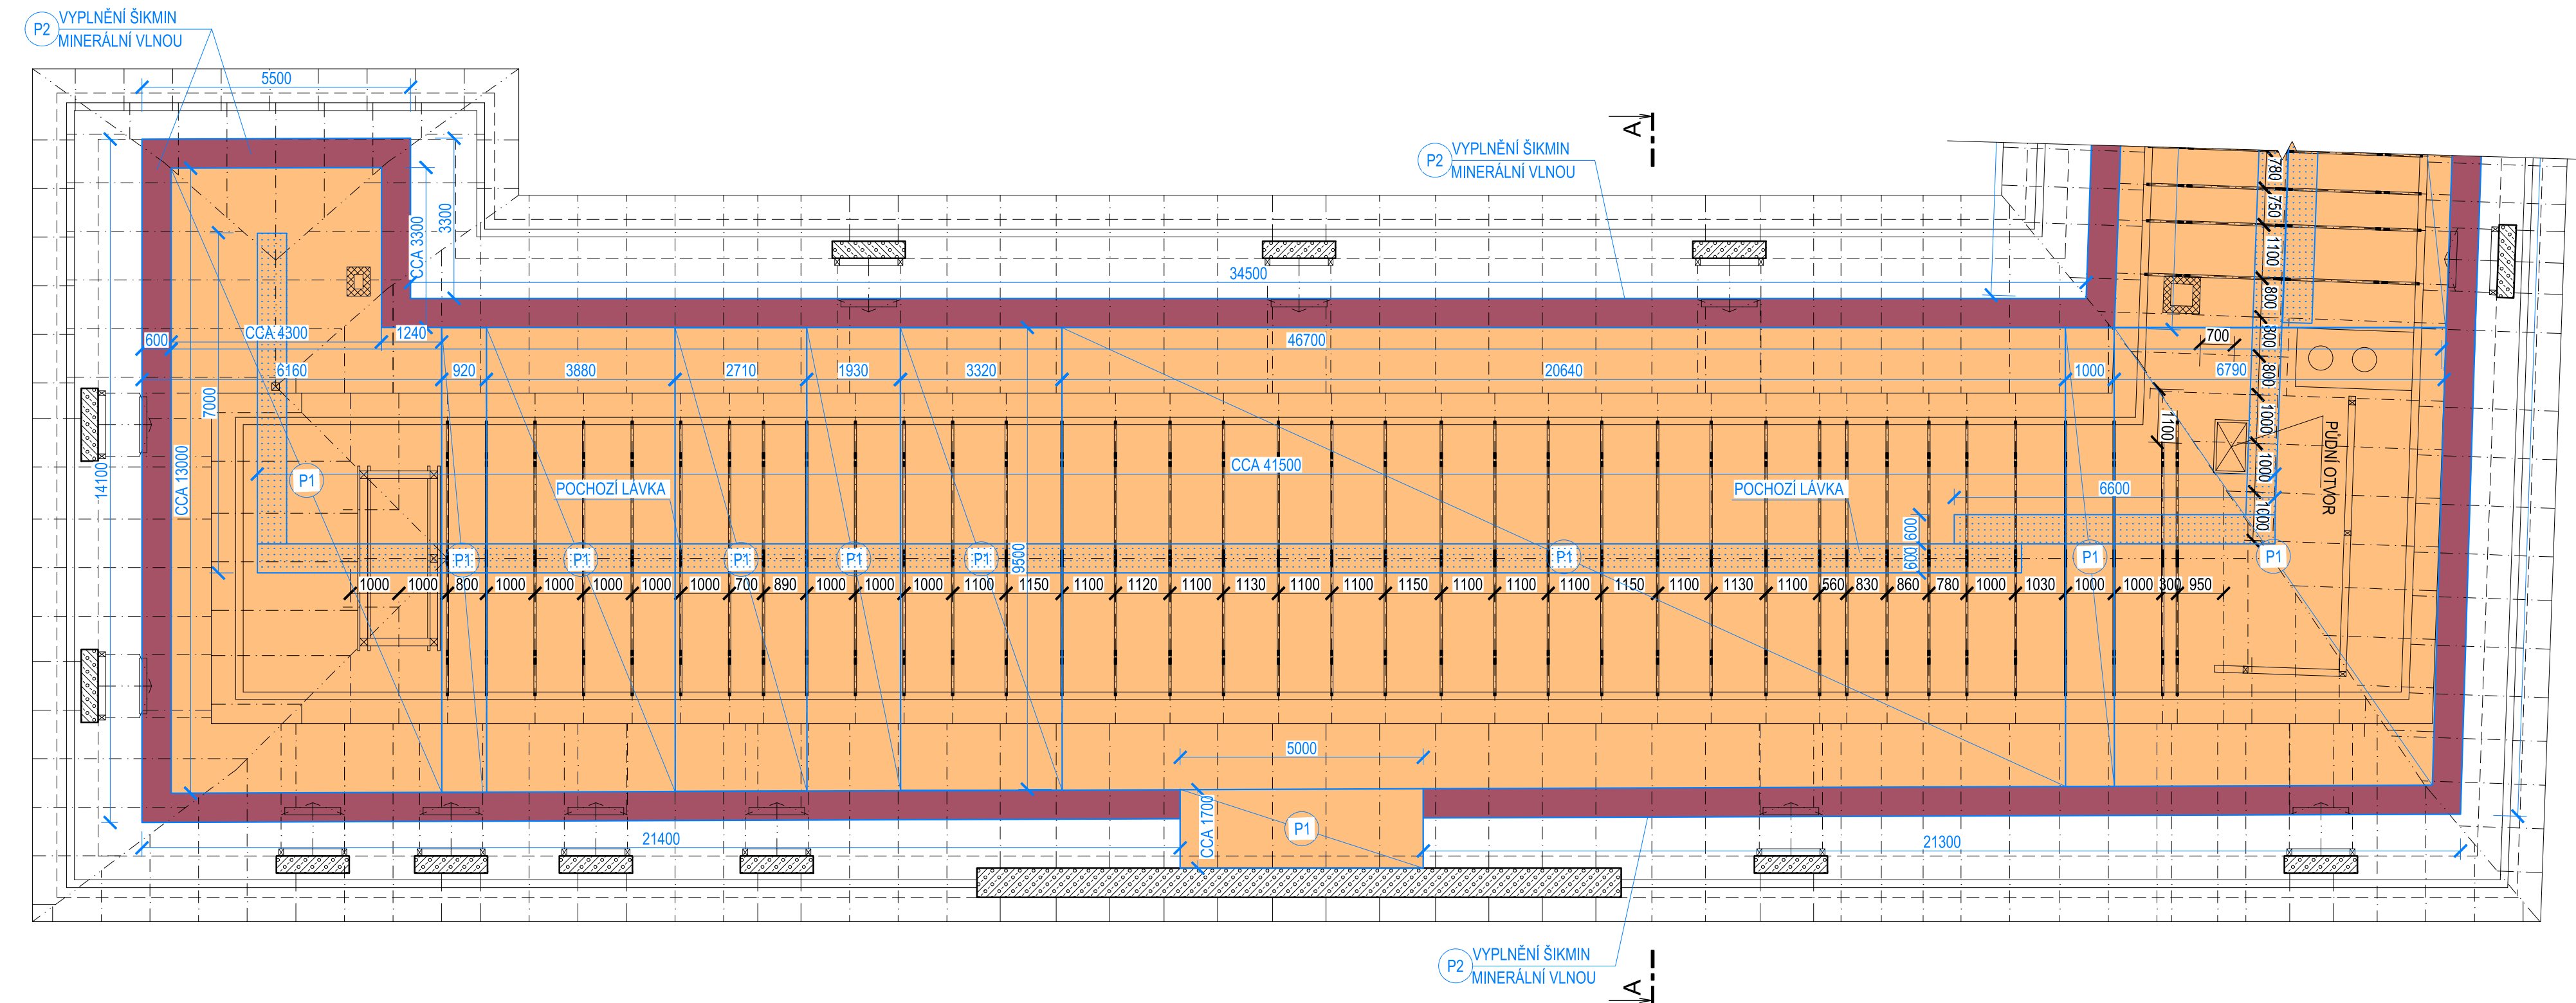 P2
VYPLNĚNÍ ŠIKMIN
MINERÁLNÍ VLNOU
5500
A
P2
VYPLNĚNÍ ŠIKMIN
MINERÁLNÍ VLNOU
780
750
1100
800
800
800
1000
1000
1000
CCA 3300
3300
34500
600
CCA 4300
1240
46700
700
6160
920
3880
2710
1930
3320
20640
1000
6790
7000
1100
PŮDNÍ OTVOR
14100
CCA 13000
P1
CCA 41500
POCHOZÍ LÁVKA
POCHOZÍ LÁVKA
6600
600
600
9500
P1
P1
P1
P1
P1
P1
P1
P1
1000
1000
800
1000
1000
1000
1000
1000
700
890
1000
1000
1000
1100
1150
1100
1120
1100
1130
1100
1100
1150
1100
1100
1100
1150
1100
1130
1100
560
830
860
780
1000
1030
1000
1000
300
950
5000
CCA 1700
P1
21400
21300
P2
VYPLNĚNÍ ŠIKMIN
MINERÁLNÍ VLNOU
A